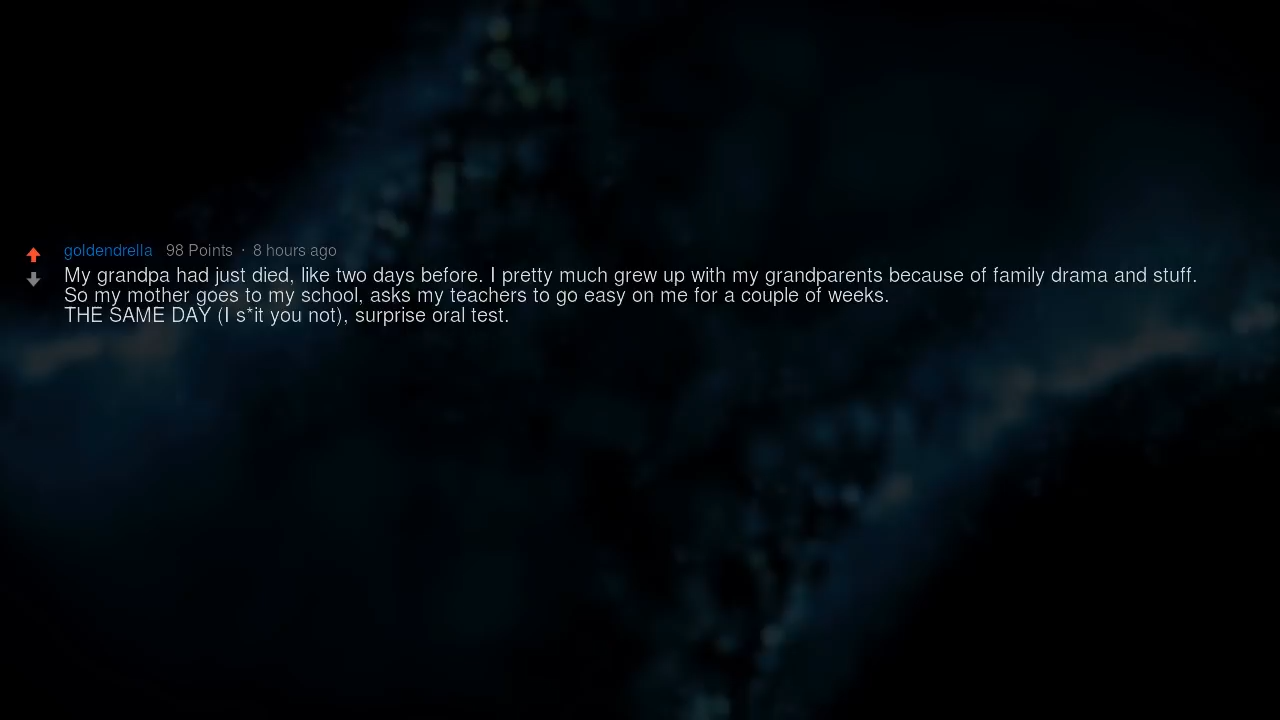 goldendrella 98 Points · 8 hours ago
My grandpa had just died, like two days before. I pretty much grew up with my grandparents because of family drama and stuff.
So my mother goes to my school, asks my teachers to go easy on me for a couple of weeks.
THE SAME DAY (I s*it you not), surprise oral test.